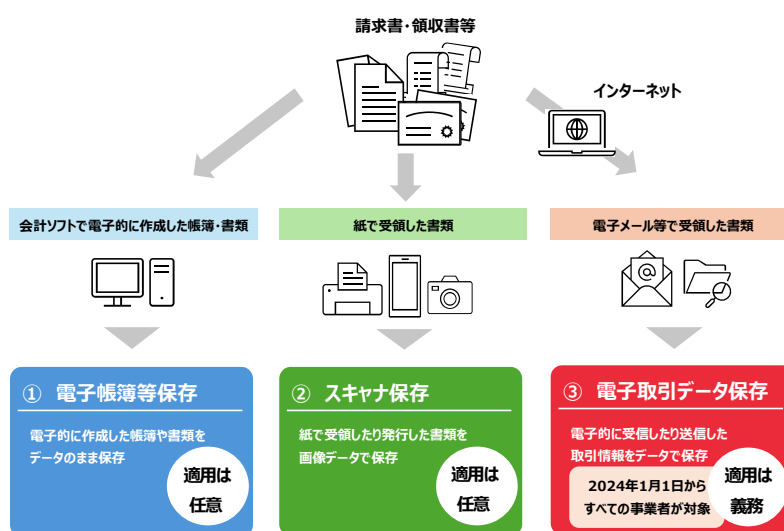 請求書・領収書等
インターネット
会計ソフトで電子的に作成した帳簿・書類
紙で受領した書類
電子メール等で受領した書類
① 電子帳簿等保存
電子的に作成した帳簿や書類を
データのまま保存
適用は
任意
② スキャナ保存
紙で受領したり発行した書類を
画像データで保存
適用は
任意
③ 電子取引データ保存
電子的に受信したり送信した
取引情報をデータで保存
2024年1月1日から
すべての事業者が対象
適用は
義務